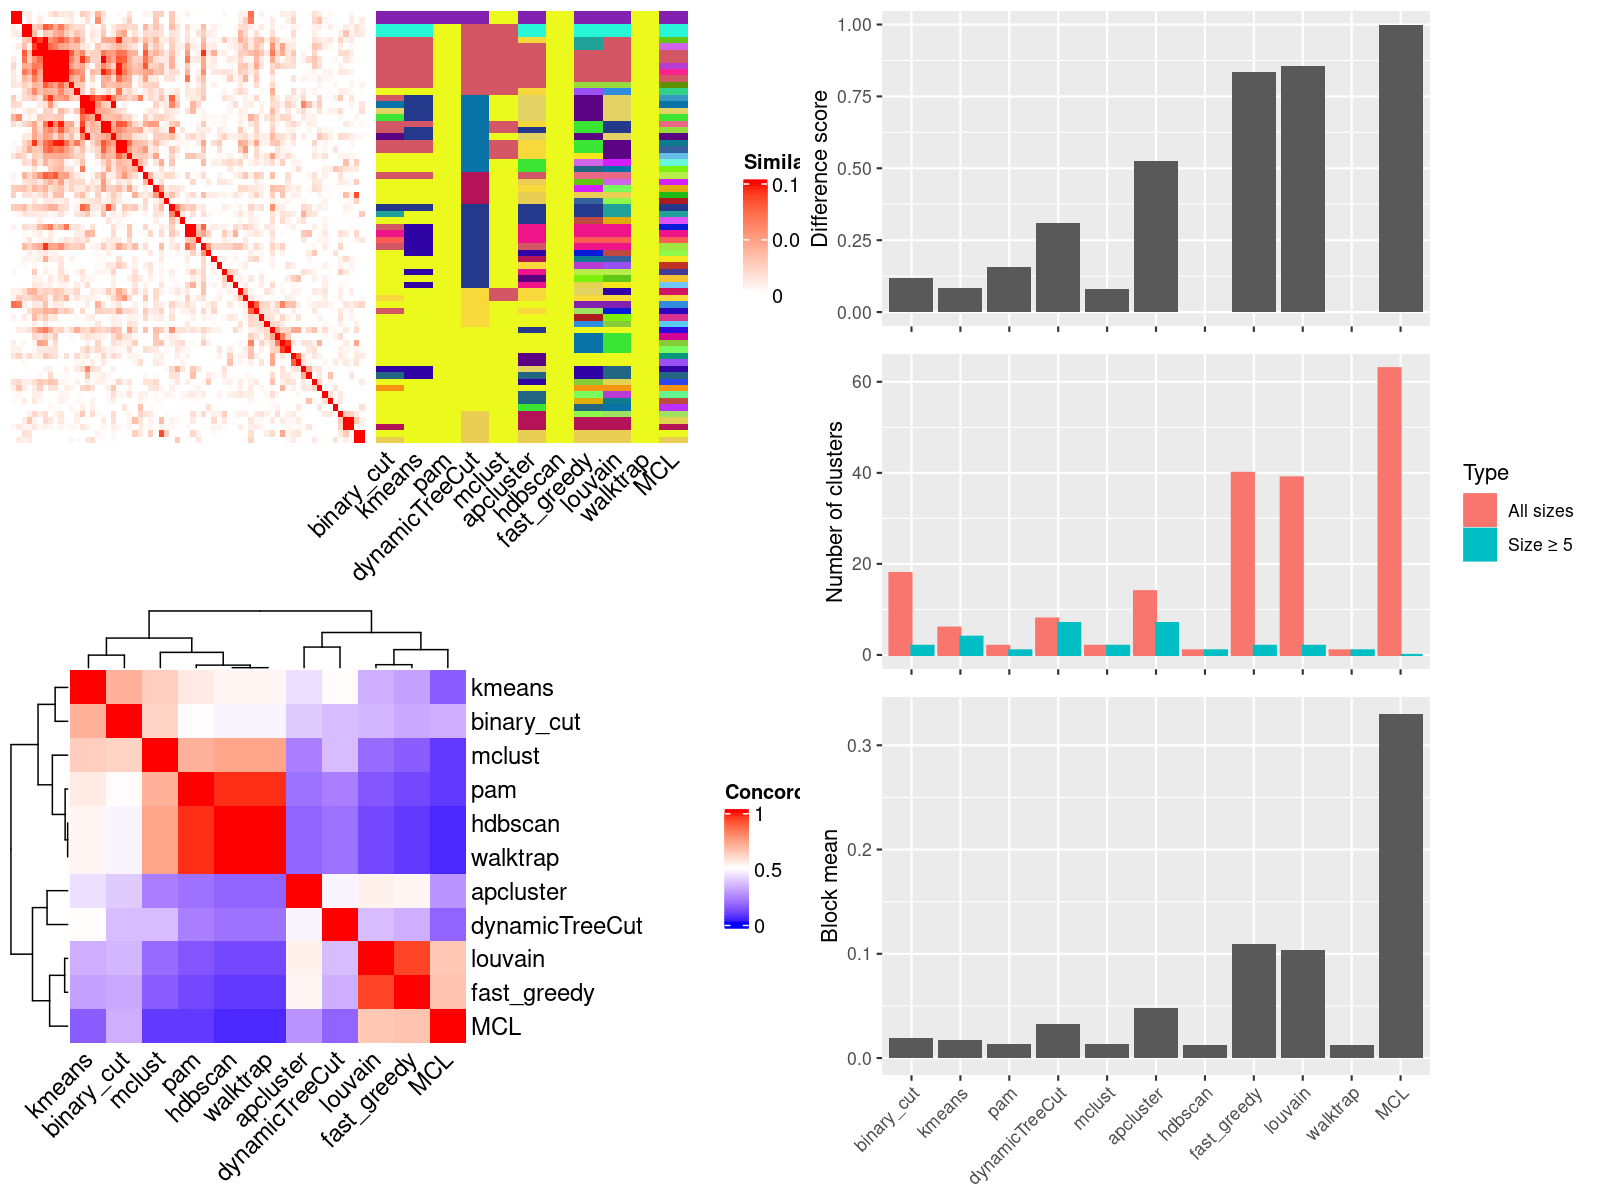 Simila
0.1
0.0
0
binary_cut
kmeans
pam
dynamicTreeCut
mclust
apcluster
hdbscan
fast_greedy
louvain
walktrap
MCL
kmeans
binary_cut
mclust
pam
hdbscan
walktrap
apcluster
dynamicTreeCut
louvain
fast_greedy
MCL
kmeans
binary_cut
mclust
pam
hdbscan
walktrap
apcluster
dynamicTreeCut
louvain
fast_greedy
MCL
Concord
1
0.5
0
Difference score
1.00
0.75
0.50
0.25
0.00
Number of clusters
60
40
20
0
Type
All sizes
Size ≥ 5
Block mean
0.3
0.2
0.1
0.0
binary_cut
kmeans
pam
dynamicTreeCut
mclust
apcluster
hdbscan
fast_greedy
louvain
walktrap
MCL